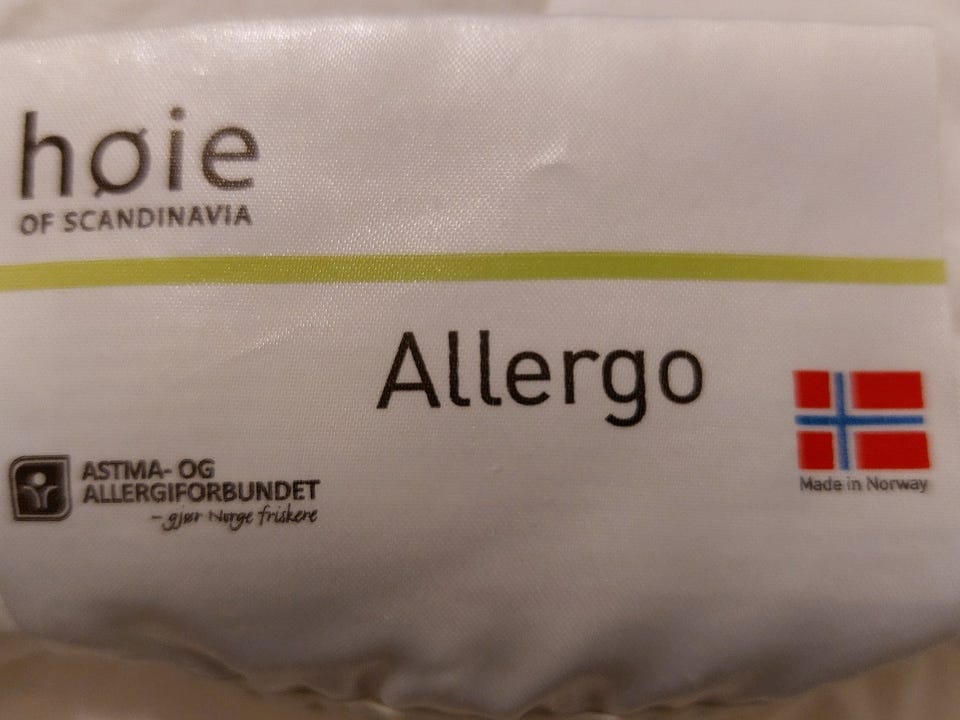 høie
OF SCANDINAVIA
Allergo
Made in Norway
ASTMA- OG
ALLERGIFORBUNDET
– gjør Norge friskere